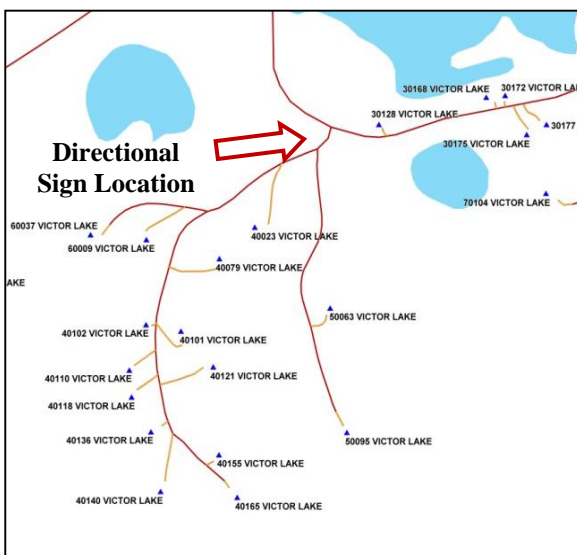 30168 VICTOR LAKE
30172 VICTOR LAKE
30128 VICTOR LAKE
30177
30175 VICTOR LAKE
Directional
Sign Location
70104 VICTOR LAKE
60037 VICTOR LAKE
60009 VICTOR LAKE
40023 VICTOR LAKE
40079 VICTOR LAKE
AKE
50063 VICTOR LAKE
40102 VICTOR LAKE
40101 VICTOR LAKE
40110 VICTOR LAKE
40121 VICTOR LAKE
40118 VICTOR LAKE
40136 VICTOR LAKE
50095 VICTOR LAKE
40155 VICTOR LAKE
40140 VICTOR LAKE
40165 VICTOR LAKE